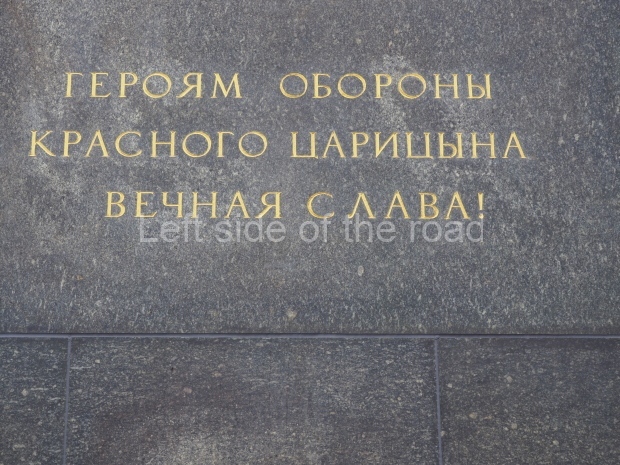 ГЕРОЯМ ОБОРОНЫ
КРАСНОГО ЦАРИЦЫНА
ВЕЧНАЯ СЛАВА!
Left side of the road